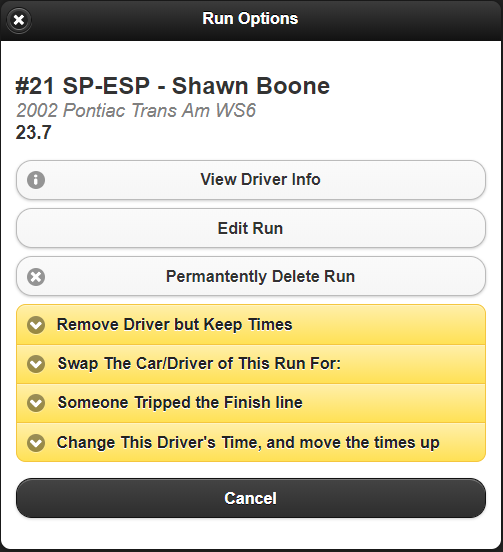 Run Options
#21 SP-ESP - Shawn Boone
2002 Pontiac Trans Am WS6
23.7
View Driver Info
Edit Run
Permantently Delete Run
Remove Driver but Keep Times
Swap The Car/Driver of This Run For:
Someone Tripped the Finish line
Change This Driver's Time, and move the times up
Cancel